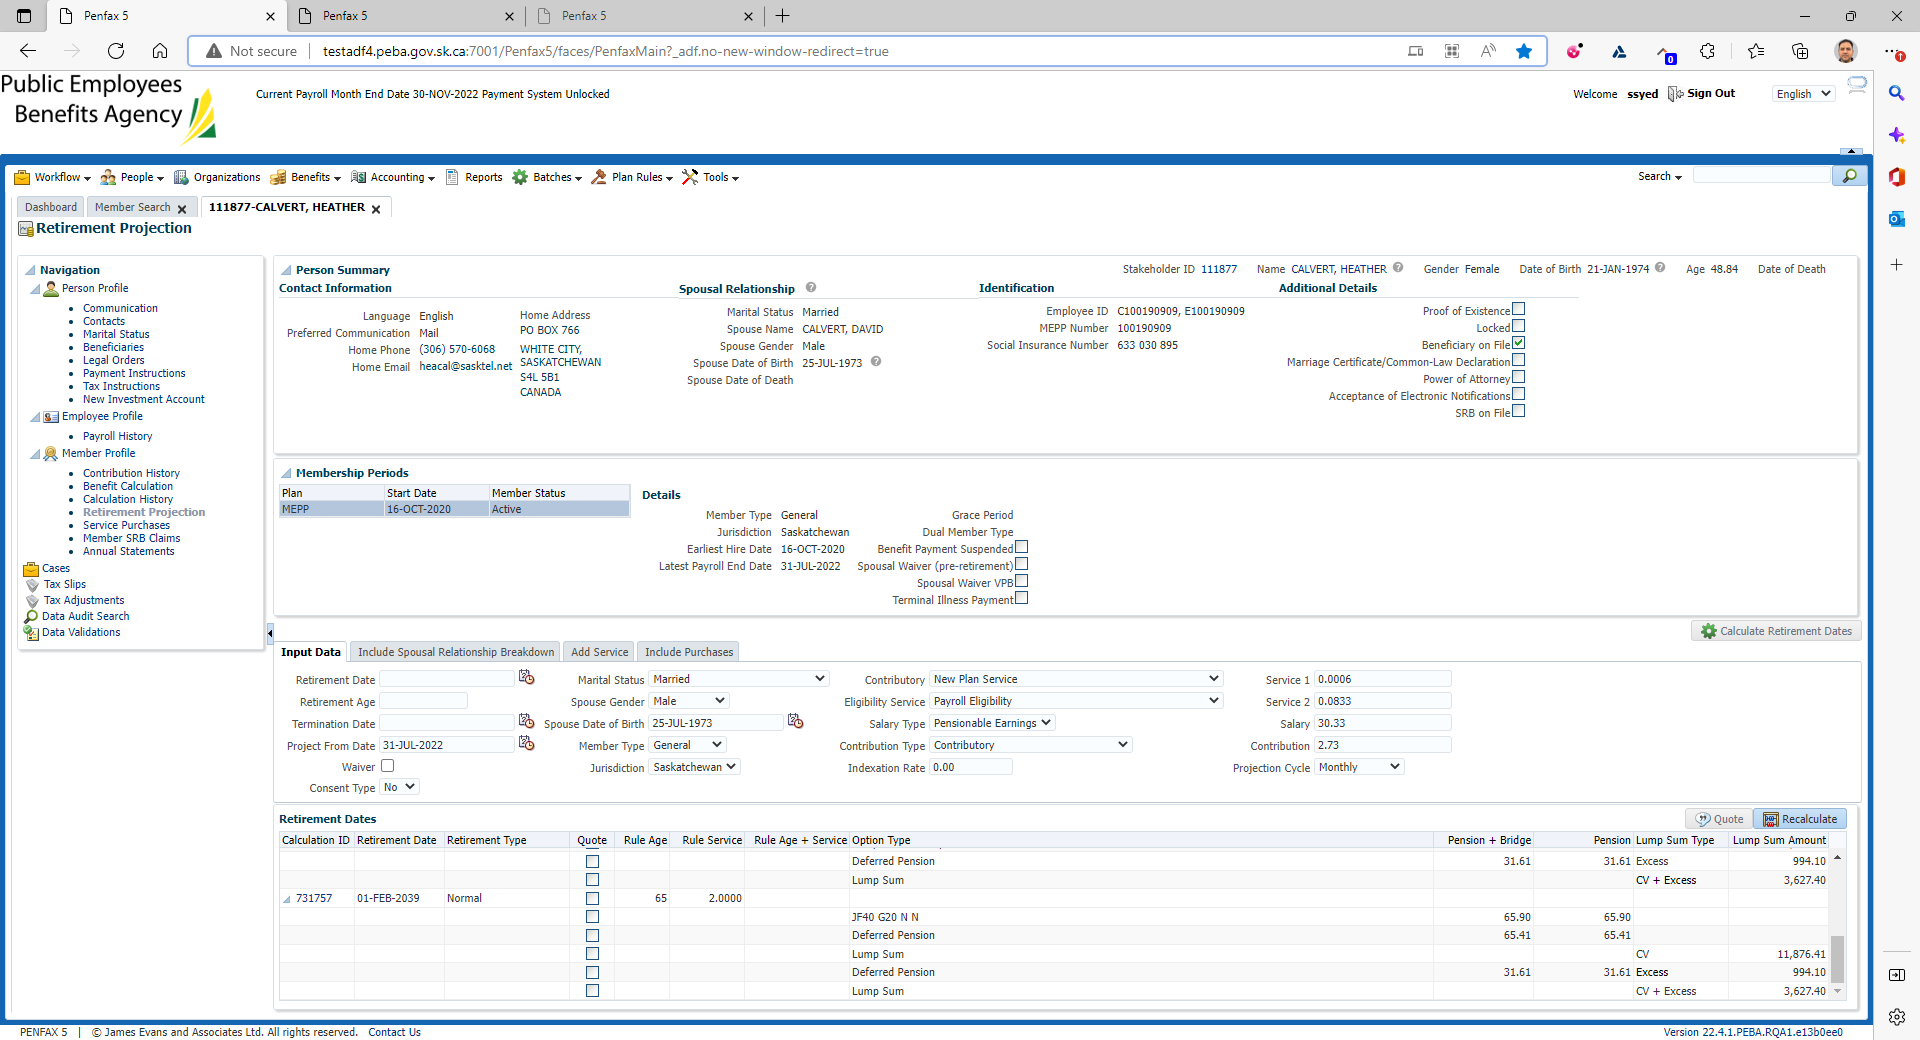 Penfax 5
Penfax 5
Penfax 5
Not secure
testadf4.peba.gov.sk.ca:7001/Penfax5/faces/PenfaxMain?_adf.no-new-window-redirect=true
0
Public Employees
Benefits Agency
Current Payroll Month End Date 30-NOV-2022 Payment System Unlocked
Welcome ssyed Sign Out English
Workflow People Organizations Benefits Accounting Reports Batches Plan Rules Tools Search
Dashboard Member Search 111877-CALVERT, HEATHER
Retirement Projection
Navigation
Person Profile
Communication
Contacts
Marital Status
Beneficiaries
Legal Orders
Payment Instructions
Tax Instructions
New Investment Account
Employee Profile
Payroll History
Member Profile
Contribution History
Benefit Calculation
Calculation History
Retirement Projection
Service Purchases
Member SRB Claims
Annual Statements
Cases
Tax Slips
Tax Adjustments
Data Audit Search
Data Validations
Person Summary
Stakeholder ID 111877 Name CALVERT, HEATHER Gender Female Date of Birth 21-JAN-1974 Age 48.84 Date of Death
Contact Information
Language English
Preferred Communication Mail
Home Phone (306) 570-6068
Home Email heacal@sasktel.net
Home Address
PO BOX 766
WHITE CITY,
SASKATCHEWAN
S4L 5B1
CANADA
Spousal Relationship
Marital Status Married
Spouse Name CALVERT, DAVID
Spouse Gender Male
Spouse Date of Birth 25-JUL-1973
Spouse Date of Death
Identification
Employee ID C100190909, E100190909
MEPP Number 100190909
Social Insurance Number 633 030 895
Additional Details
Proof of Existence
Locked
Beneficiary on File
Marriage Certificate/Common-Law Declaration
Power of Attorney
Acceptance of Electronic Notifications
SRB on File
Membership Periods
Plan Start Date Member Status
MEPP 16-OCT-2020 Active
Details
Member Type General
Jurisdiction Saskatchewan
Earliest Hire Date 16-OCT-2020
Latest Payroll End Date 31-JUL-2022
Grace Period
Dual Member Type
Benefit Payment Suspended
Spousal Waiver (pre-retirement)
Spousal Waiver VPB
Terminal Illness Payment
Calculate Retirement Dates
Input Data Include Spousal Relationship Breakdown Add Service Include Purchases
Retirement Date
Retirement Age
Termination Date
Project From Date 31-JUL-2022
Waiver
Consent Type No
Marital Status Married
Spouse Gender Male
Spouse Date of Birth 25-JUL-1973
Member Type General
Jurisdiction Saskatchewan
Contributory New Plan Service
Eligibility Service Payroll Eligibility
Salary Type Pensionable Earnings
Contribution Type Contributory
Indexation Rate 0.00
Service 1 0.0006
Service 2 0.0833
Salary 30.33
Contribution 2.73
Projection Cycle Monthly
Retirement Dates
Quote Recalculate
Calculation ID Retirement Date Retirement Type Quote Rule Age Rule Service Rule Age + Service Option Type Pension + Bridge Pension Lump Sum Type Lump Sum Amount
Deferred Pension 31.61 31.61 Excess 994.10
Lump Sum CV + Excess 3,627.40
731757 01-FEB-2039 Normal 65 2.0000
JF40 G20 N N 65.90 65.90
Deferred Pension 65.41 65.41
Lump Sum CV 11,876.41
Deferred Pension 31.61 31.61 Excess 994.10
Lump Sum CV + Excess 3,627.40
PENFAX 5 | © James Evans and Associates Ltd. All rights reserved. Contact Us
Version 22.4.1.PEBA.RQA1.e13b0ee0